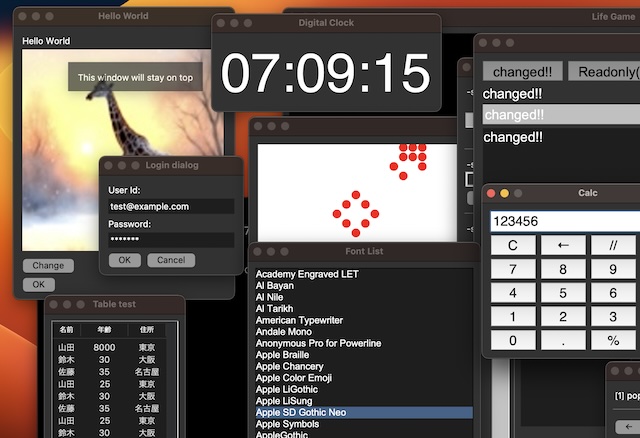 Hello World
Hello World
This window will stay on top
Change
OK
Digital Clock
07:09:15
Life Game
changed!!
Readonly(
changed!!
changed!!
changed!!
Login dialog
User Id:
test@example.com
Password:
*******
OK
Cancel
Calc
123456
C ← //
7 8 9
4 5 6
1 2 3
0 . %
Font List
Academy Engraved LET
Al Bayan
Al Nile
Al Tarikh
American Typewriter
Andale Mono
Anonymous Pro for Powerline
Apple Braille
Apple Chancery
Apple Color Emoji
Apple LiGothic
Apple LiSung
Apple SD Gothic Neo
Apple Symbols
AppleGothic
Table test
名前 年齢 住所
山田 8000 東京
鈴木 30 大阪
佐藤 35 名古屋
山田 25 東京
鈴木 30 大阪
佐藤 35 名古屋
山田 25 東京
鈴木 30 大阪
[1] pop
←